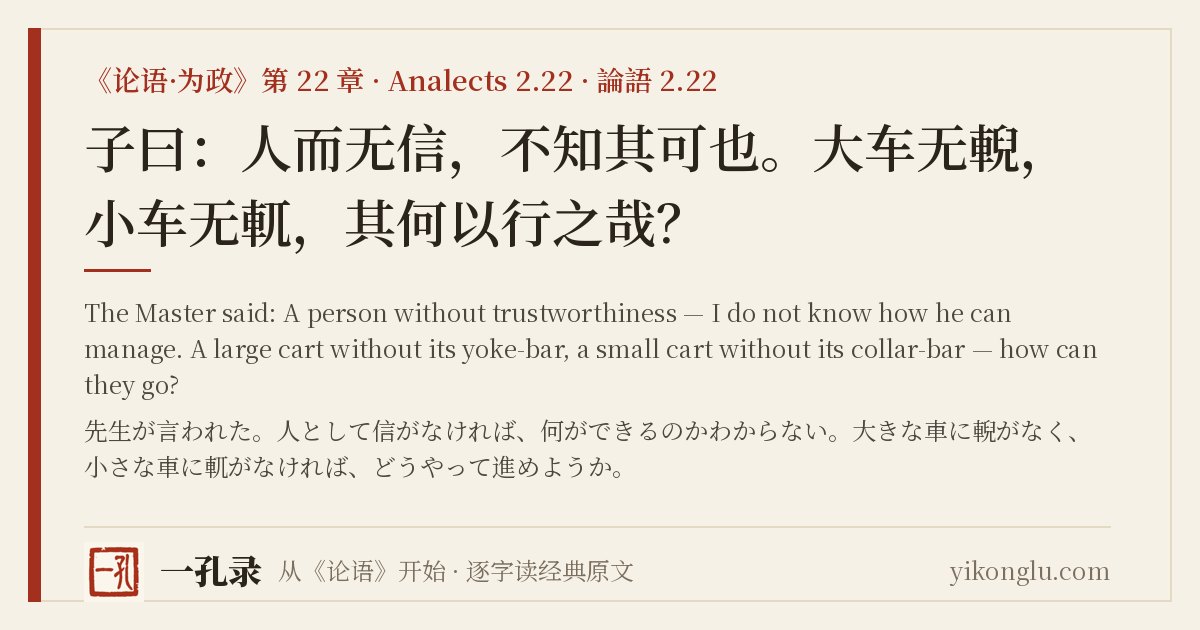 《论语·为政》第 22 章 · Analects 2.22 · 論語 2.22
子曰：人而无信，不知其可也。大车无輗，
小车无軏，其何以行之哉？
The Master said: A person without trustworthiness — I do not know how he can
manage. A large cart without its yoke-bar, a small cart without its collar-bar — how can
they go?
先生が言われた。人として信がなければ、何ができるのかわからない。大きな車に輗がなく、
小さな車に軏がなければ、どうやって進めようか。
一孔
一孔录 从《论语》开始 · 逐字读经典原文 yikonglu.com